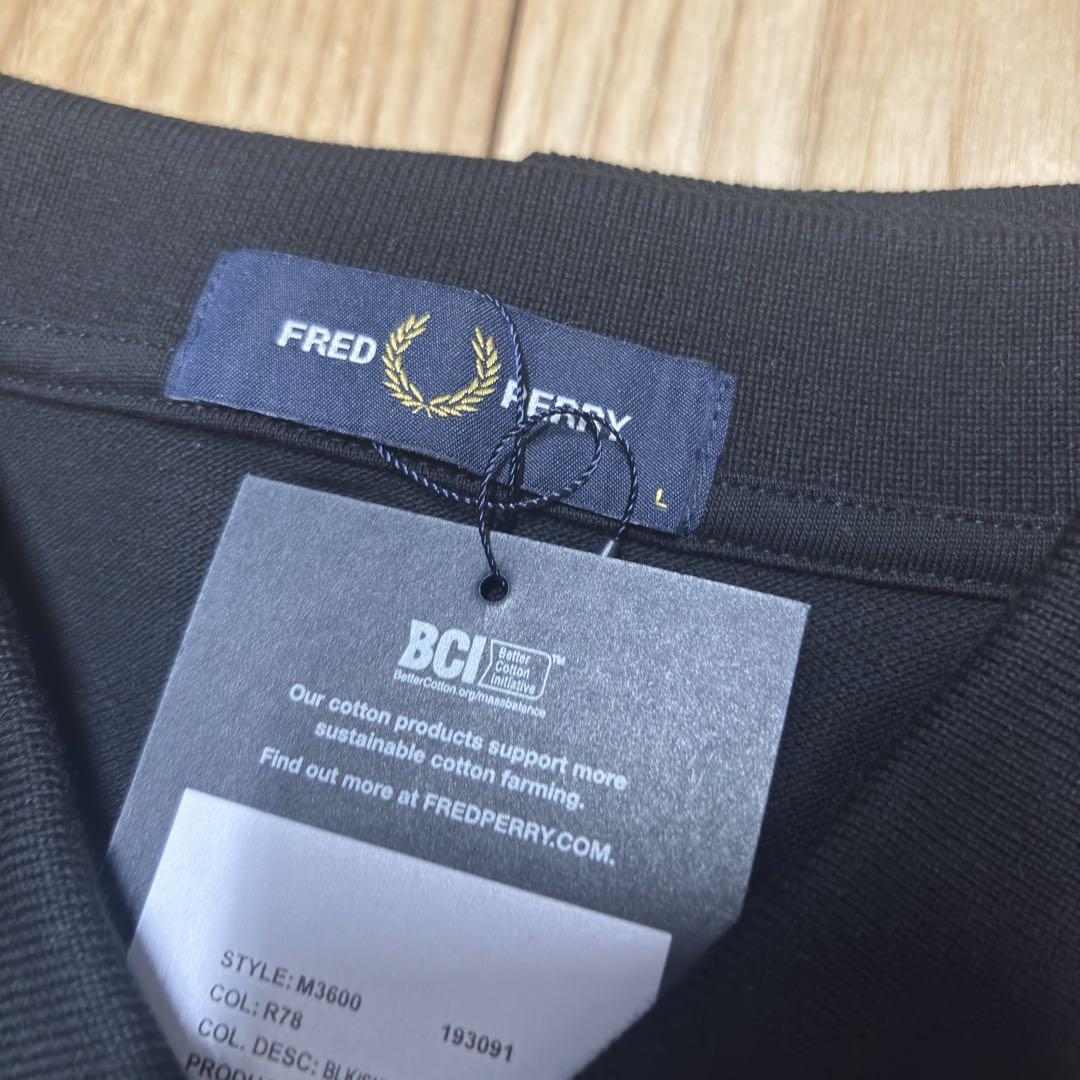 FRED PERRY
L
BCI Better Cotton Initiative™
BetterCotton.org/massbalance
Our cotton products support more
sustainable cotton farming.
Find out more at FREDPERRY.COM.
STYLE: M3600
COL: R78 193091
COL. DESC: